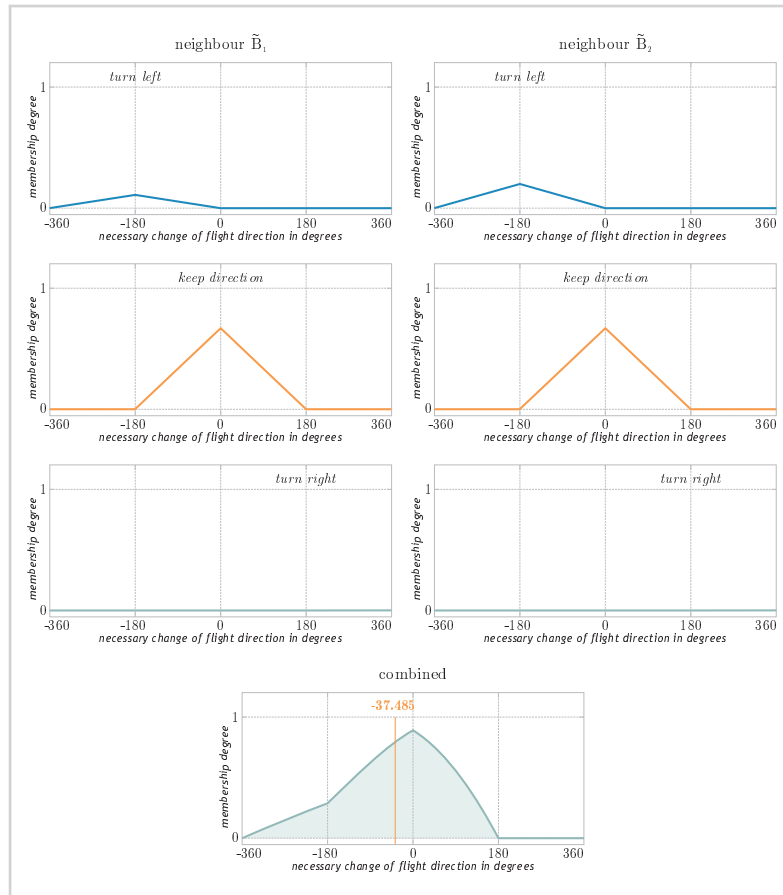 neighbour B̃₁
neighbour B̃₂
turn left
membership degree
1
0
-360 -180 0 180 360
necessary change of flight direction in degrees
turn left
membership degree
1
0
-360 -180 0 180 360
necessary change of flight direction in degrees
keep direction
membership degree
1
0
-360 -180 0 180 360
necessary change of flight direction in degrees
keep direction
membership degree
1
0
-360 -180 0 180 360
necessary change of flight direction in degrees
turn right
membership degree
1
0
-360 -180 0 180 360
necessary change of flight direction in degrees
turn right
membership degree
1
0
-360 -180 0 180 360
necessary change of flight direction in degrees
combined
-37.485
membership degree
1
0
-360 -180 0 180 360
necessary change of flight direction in degrees